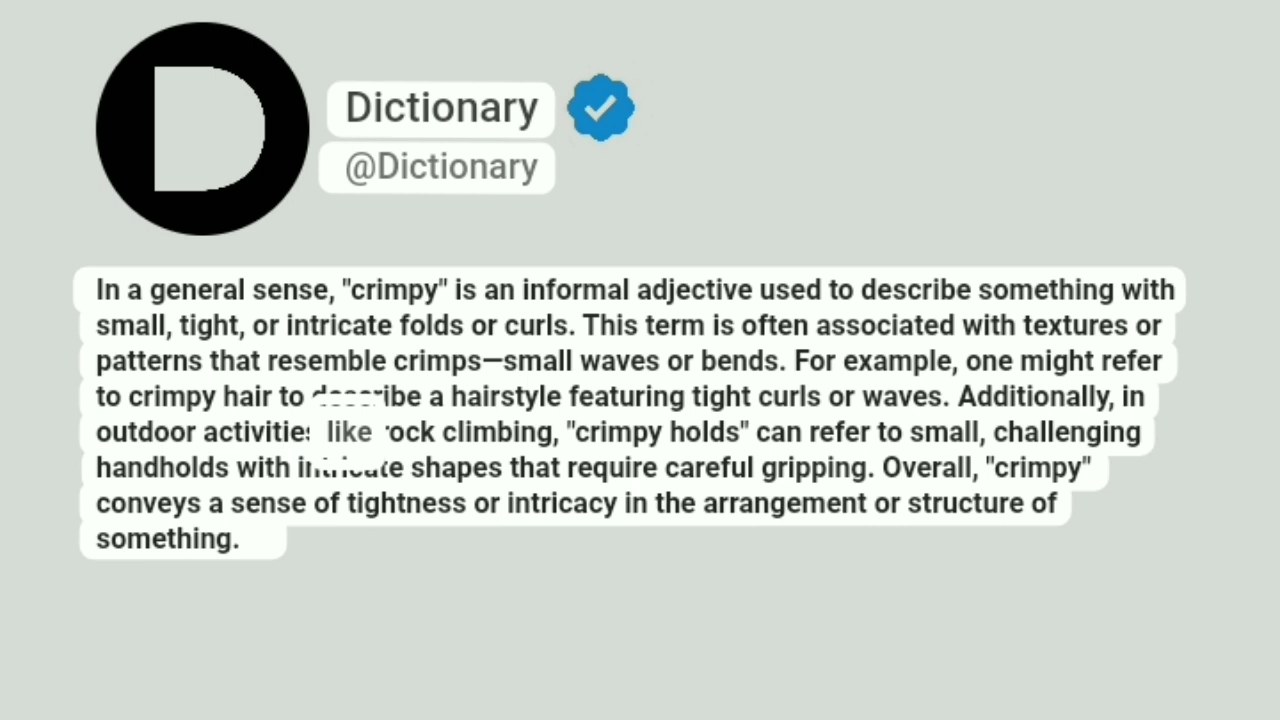 D
Dictionary
@Dictionary
In a general sense, "crimpy" is an informal adjective used to describe something with
small, tight, or intricate folds or curls. This term is often associated with textures or
patterns that resemble crimps—small waves or bends. For example, one might refer
to crimpy hair to describe a hairstyle featuring tight curls or waves. Additionally, in
outdoor activities like rock climbing, "crimpy holds" can refer to small, challenging
handholds with intricate shapes that require careful gripping. Overall, "crimpy"
conveys a sense of tightness or intricacy in the arrangement or structure of
something.